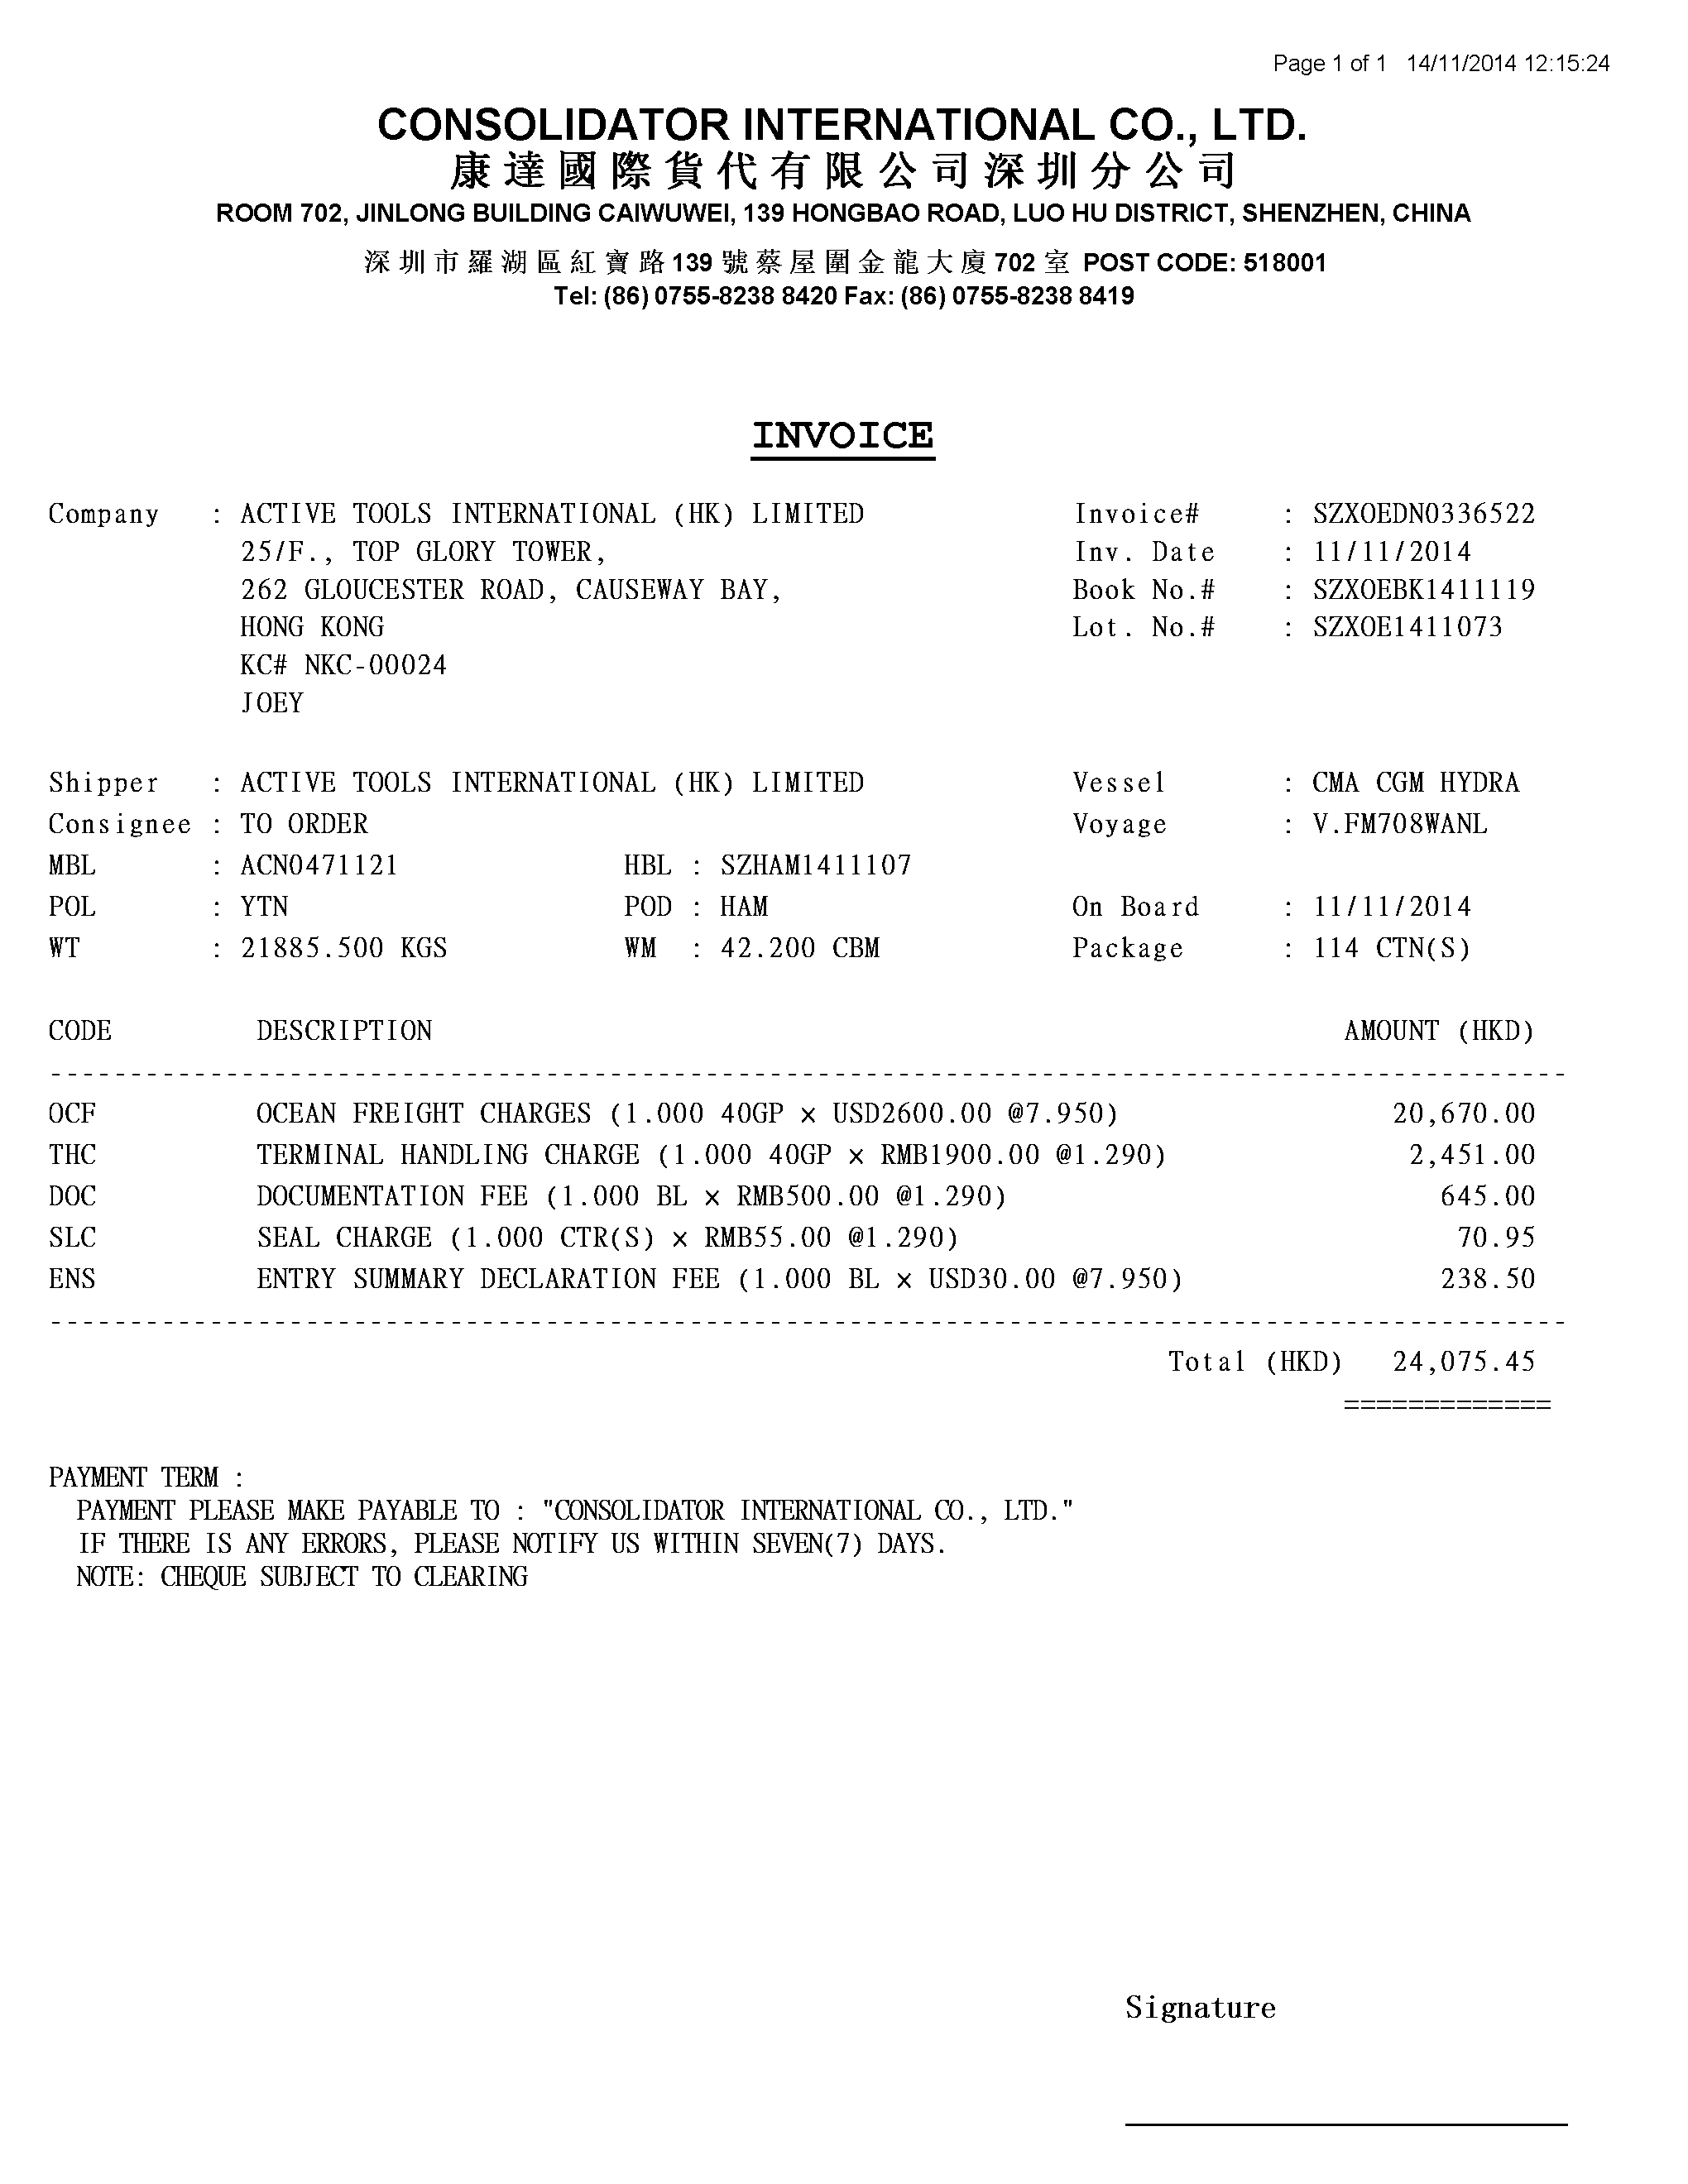 Page 1 of 1 14/11/2014 12:15:24
CONSOLIDATOR INTERNATIONAL CO., LTD.
康達國際貨代有限公司深圳分公司
ROOM 702, JINLONG BUILDING CAIWUWEI, 139 HONGBAO ROAD, LUO HU DISTRICT, SHENZHEN, CHINA
深圳市羅湖區紅寶路139號蔡屋圍金龍大廈702室 POST CODE: 518001
Tel: (86) 0755-8238 8420 Fax: (86) 0755-8238 8419
INVOICE
Company : ACTIVE TOOLS INTERNATIONAL (HK) LIMITED Invoice# : SZXOEDN0336522
25/F., TOP GLORY TOWER, Inv. Date : 11/11/2014
262 GLOUCESTER ROAD, CAUSEWAY BAY, Book No.# : SZXOEBK1411119
HONG KONG Lot. No.# : SZXOE1411073
KC# NKC-00024
JOEY
Shipper : ACTIVE TOOLS INTERNATIONAL (HK) LIMITED Vessel : CMA CGM HYDRA
Consignee : TO ORDER Voyage : V.FM708WANL
MBL : ACN0471121 HBL : SZHAM1411107
POL : YTN POD : HAM On Board : 11/11/2014
WT : 21885.500 KGS WM : 42.200 CBM Package : 114 CTN(S)
CODE DESCRIPTION AMOUNT (HKD)
OCF OCEAN FREIGHT CHARGES (1.000 40GP × USD2600.00 @7.950) 20,670.00
THC TERMINAL HANDLING CHARGE (1.000 40GP × RMB1900.00 @1.290) 2,451.00
DOC DOCUMENTATION FEE (1.000 BL × RMB500.00 @1.290) 645.00
SLC SEAL CHARGE (1.000 CTR(S) × RMB55.00 @1.290) 70.95
ENS ENTRY SUMMARY DECLARATION FEE (1.000 BL × USD30.00 @7.950) 238.50
Total (HKD) 24,075.45
=============
PAYMENT TERM :
PAYMENT PLEASE MAKE PAYABLE TO : "CONSOLIDATOR INTERNATIONAL CO., LTD."
IF THERE IS ANY ERRORS, PLEASE NOTIFY US WITHIN SEVEN(7) DAYS.
NOTE: CHEQUE SUBJECT TO CLEARING
Signature